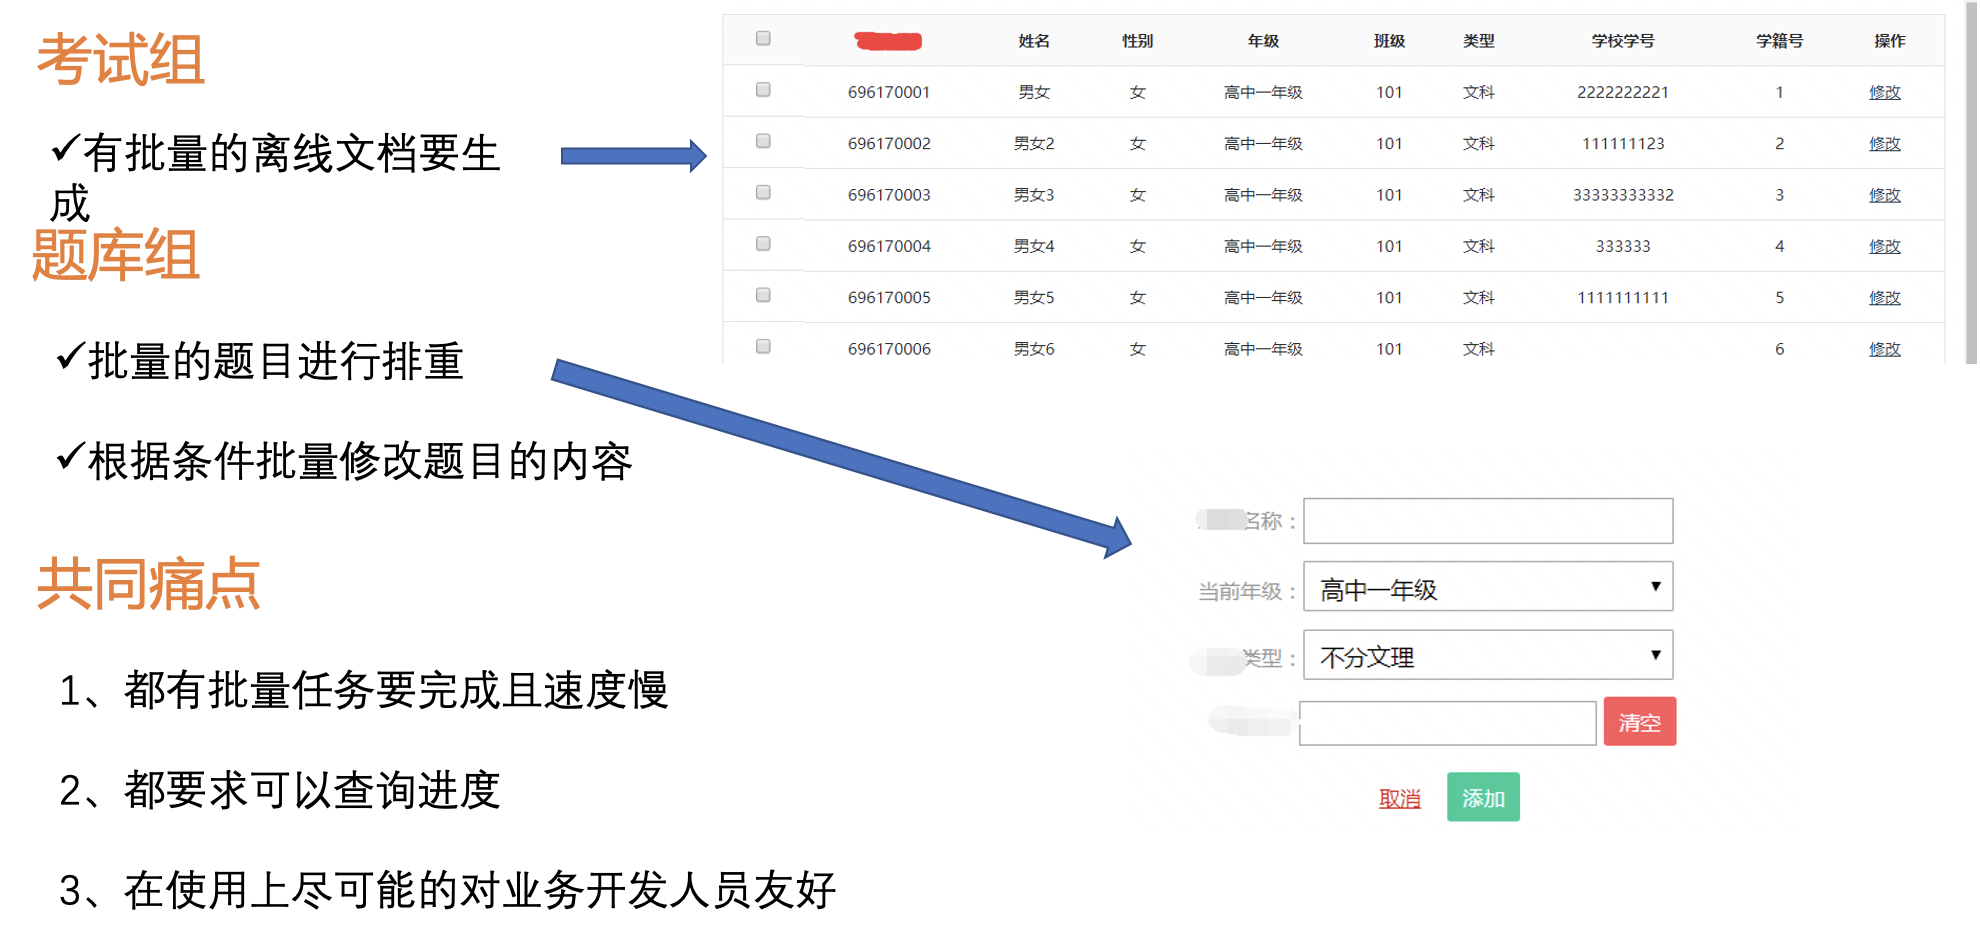 考试组
✓有批量的离线文档要生
成
题库组
✓批量的题目进行排重
✓根据条件批量修改题目的内容
共同痛点
1、都有批量任务要完成且速度慢
2、都要求可以查询进度
3、在使用上尽可能的对业务开发人员友好
姓名 性别 年级 班级 类型 学校学号 学籍号 操作
696170001 男女 女 高中一年级 101 文科 2222222221 1 修改
696170002 男女2 女 高中一年级 101 文科 111111123 2 修改
696170003 男女3 女 高中一年级 101 文科 33333333332 3 修改
696170004 男女4 女 高中一年级 101 文科 333333 4 修改
696170005 男女5 女 高中一年级 101 文科 1111111111 5 修改
696170006 男女6 女 高中一年级 101 文科 6 修改
名称：
当前年级： 高中一年级
类型： 不分文理
清空
取消 添加